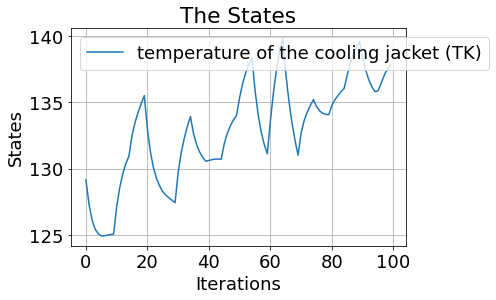 The States
temperature of the cooling jacket (TK)
140
135
130
125
States
0 20 40 60 80 100
Iterations